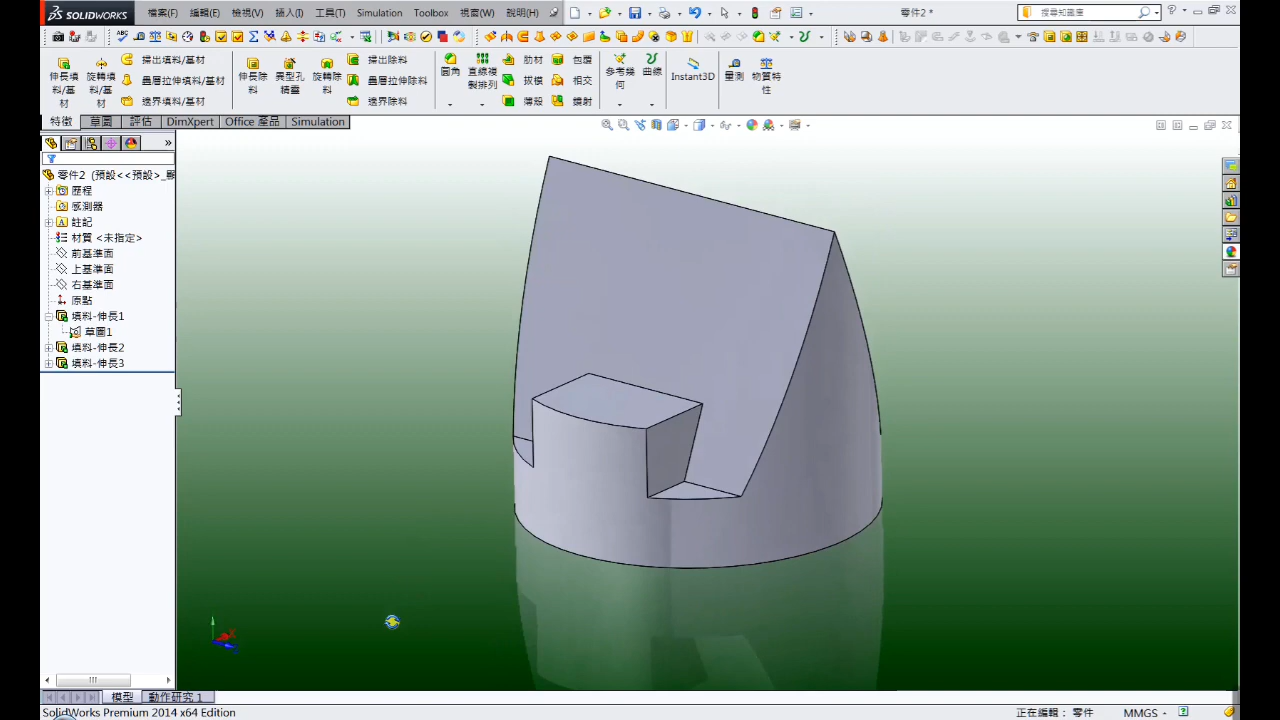 SOLIDWORKS 檔案(F) 編輯(E) 檢視(V) 插入(I) 工具(T) Simulation Toolbox 視窗(W) 說明(H) 零件2 * 搜尋知識庫
伸長填料/基材 旋轉填料/基材 掃出填料/基材 疊層拉伸填料/基材 邊界填料/基材 伸長除料 異型孔精靈 旋轉除料 掃出除料 疊層拉伸除料 邊界除料 圓角 直線複製排列 肋材 拔模 薄殼 包覆 相交 鏡射 參考幾何 曲線 Instant3D 量測 物質特性
特徵 草圖 評估 DimXpert Office 產品 Simulation
零件2 (預設<<預設>_顯
歷程
感測器
註記
材質 <未指定>
前基準面
上基準面
右基準面
原點
填料-伸長1
草圖1
填料-伸長2
填料-伸長3
模型 動作研究 1
SolidWorks Premium 2014 x64 Edition 正在編輯： 零件 MMGS